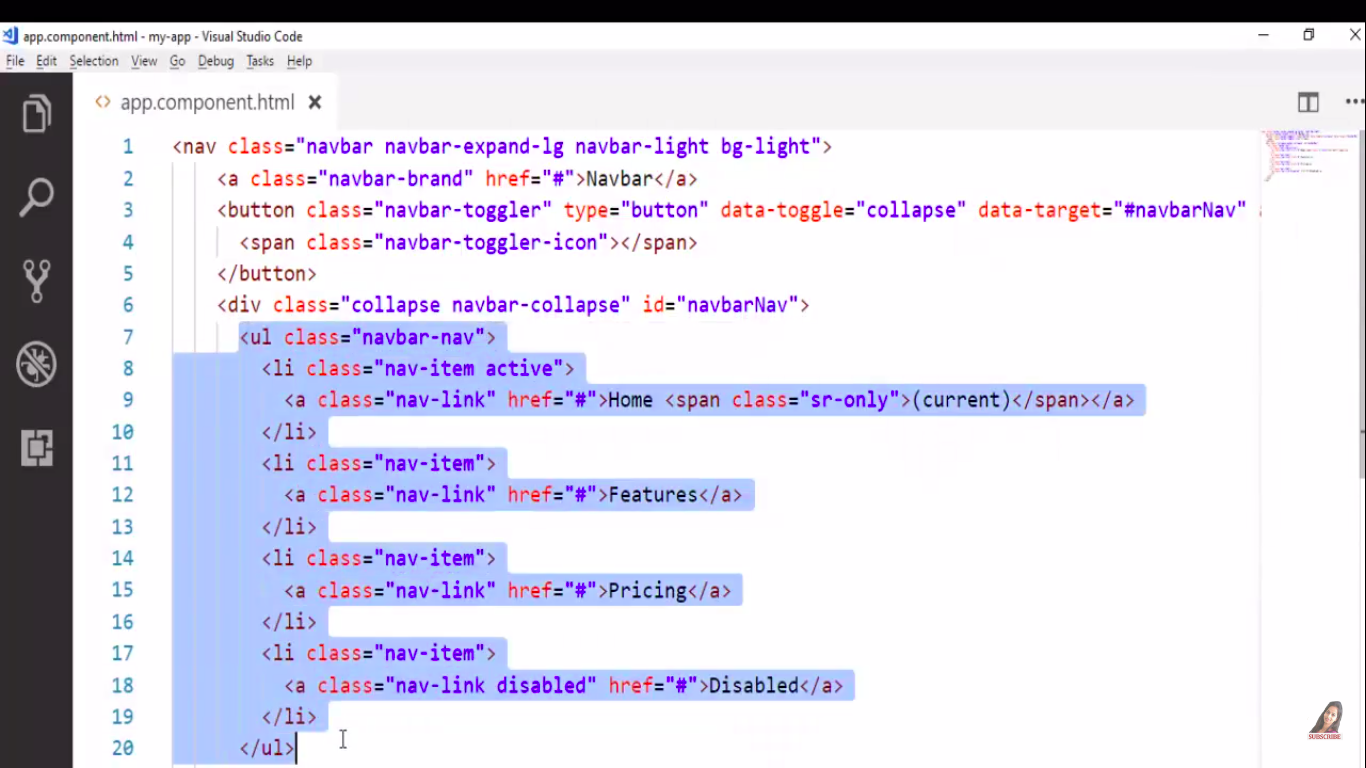 app.component.html - my-app - Visual Studio Code
File Edit Selection View Go Debug Tasks Help
<> app.component.html
1 <nav class="navbar navbar-expand-lg navbar-light bg-light">
2 <a class="navbar-brand" href="#">Navbar</a>
3 <button class="navbar-toggler" type="button" data-toggle="collapse" data-target="#navbarNav"
4 <span class="navbar-toggler-icon"></span>
5 </button>
6 <div class="collapse navbar-collapse" id="navbarNav">
7 <ul class="navbar-nav">
8 <li class="nav-item active">
9 <a class="nav-link" href="#">Home <span class="sr-only">(current)</span></a>
10 </li>
11 <li class="nav-item">
12 <a class="nav-link" href="#">Features</a>
13 </li>
14 <li class="nav-item">
15 <a class="nav-link" href="#">Pricing</a>
16 </li>
17 <li class="nav-item">
18 <a class="nav-link disabled" href="#">Disabled</a>
19 </li>
20 </ul>
SUBSCRIBE